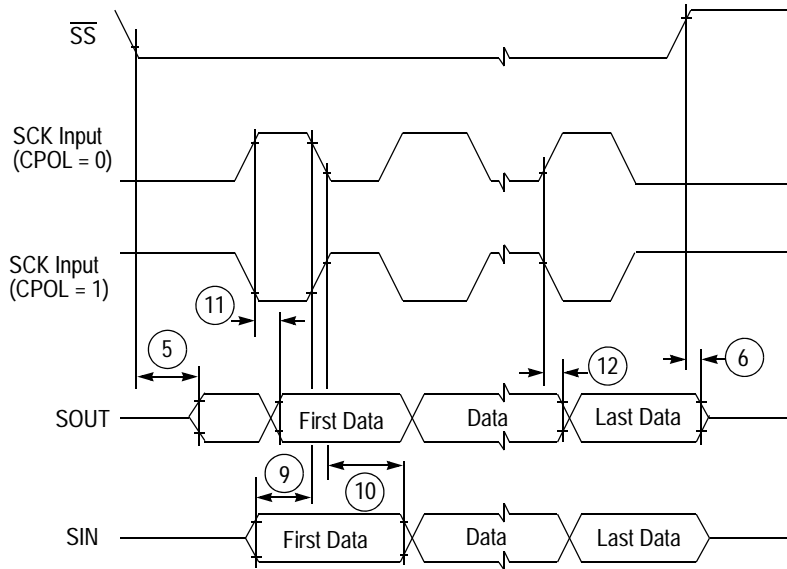 SS
SCK Input
(CPOL = 0)
SCK Input
(CPOL = 1)
11
5
12
6
SOUT
First Data
Data
Last Data
9
10
SIN
First Data
Data
Last Data